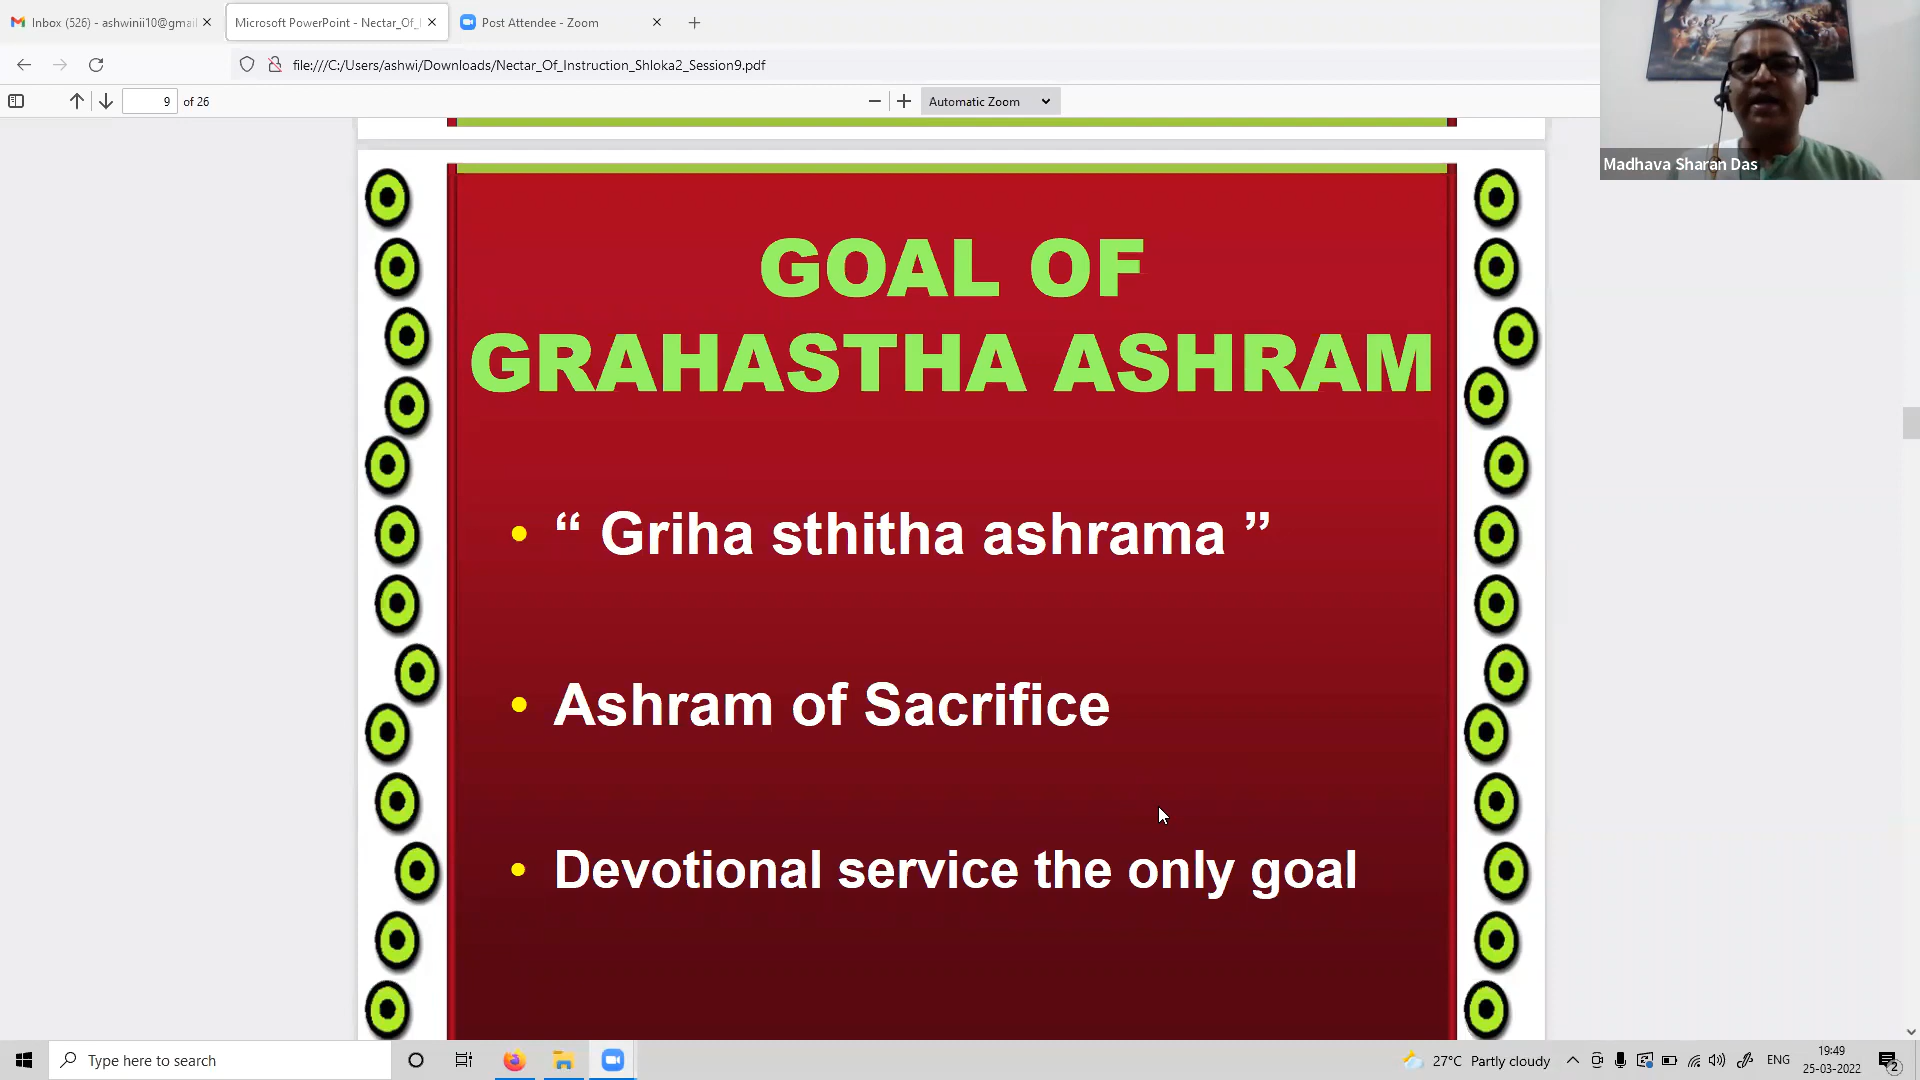 Inbox (526) - ashwinii10@gmai
Microsoft PowerPoint - Nectar_Of_
Post Attendee - Zoom
file:///C:/Users/ashwi/Downloads/Nectar_Of_Instruction_Shloka2_Session9.pdf
9 of 26
Automatic Zoom
Madhava Sharan Das
GOAL OF
GRAHASTHA ASHRAM
• “ Griha sthitha ashrama ”
• Ashram of Sacrifice
• Devotional service the only goal
Type here to search
27°C Partly cloudy
ENG
19:49
25-03-2022
2